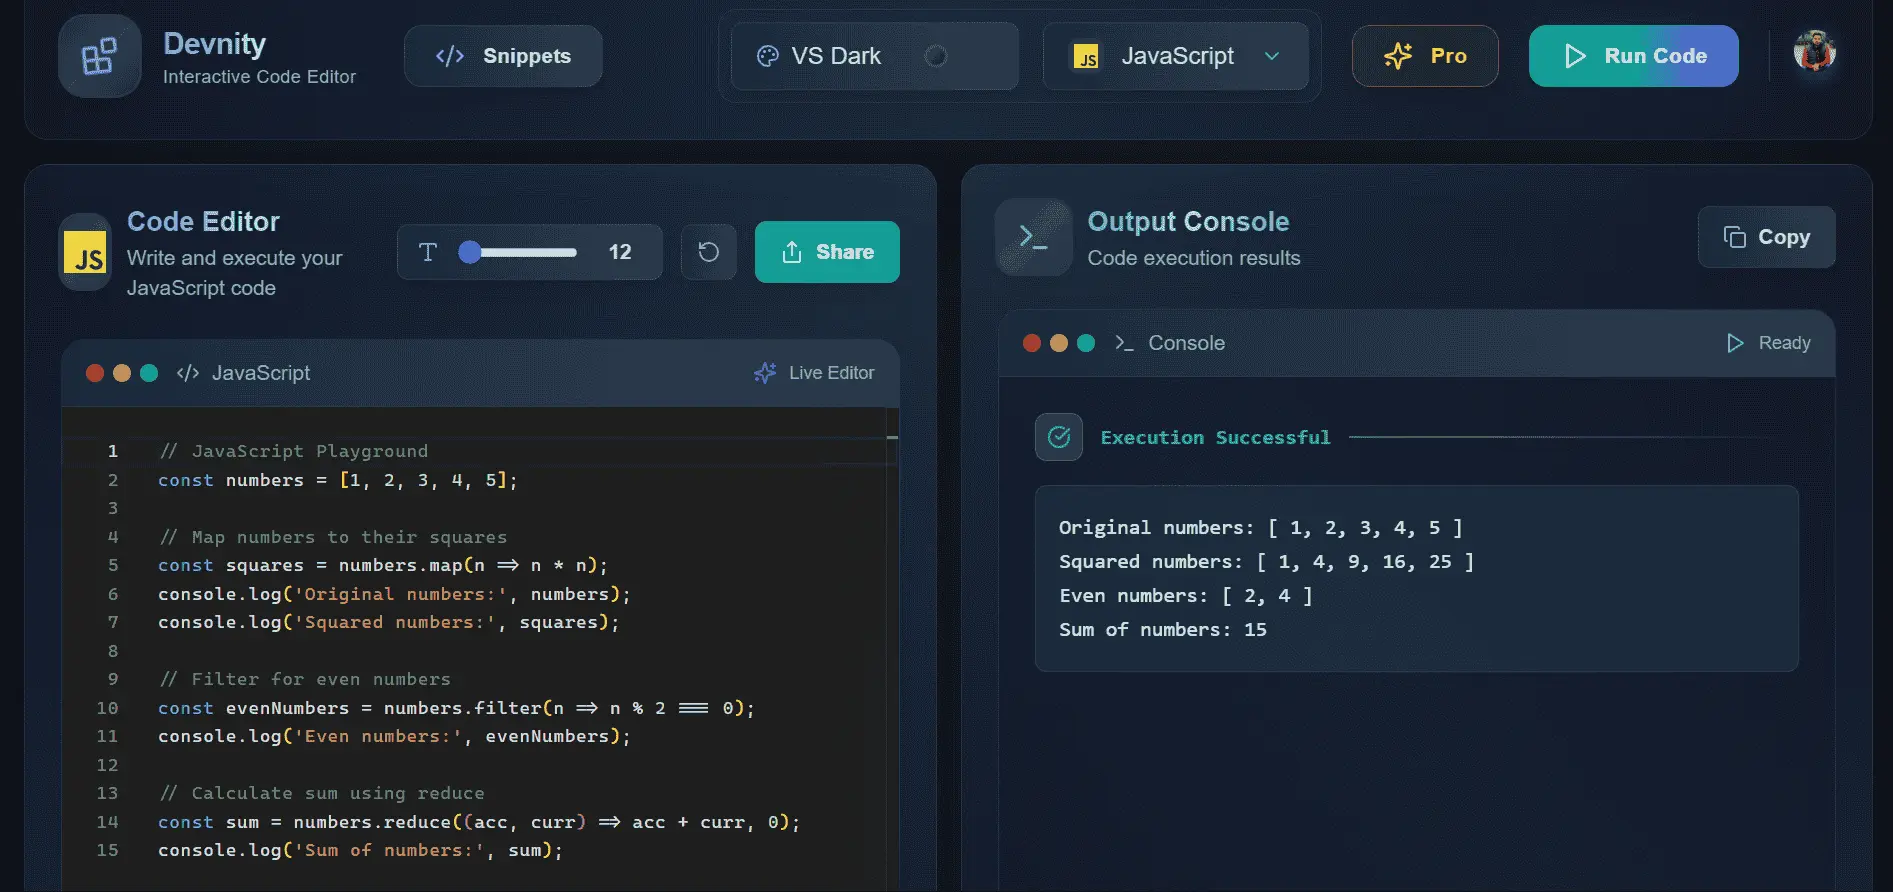 Devnity
Interactive Code Editor
</> Snippets
VS Dark
JS JavaScript
Pro
Run Code
JS
Code Editor
Write and execute your
JavaScript code
T 12
Share
</> JavaScript
Live Editor
1 // JavaScript Playground
2 const numbers = [1, 2, 3, 4, 5];
3
4 // Map numbers to their squares
5 const squares = numbers.map(n => n * n);
6 console.log('Original numbers:', numbers);
7 console.log('Squared numbers:', squares);
8
9 // Filter for even numbers
10 const evenNumbers = numbers.filter(n => n % 2 === 0);
11 console.log('Even numbers:', evenNumbers);
12
13 // Calculate sum using reduce
14 const sum = numbers.reduce((acc, curr) => acc + curr, 0);
15 console.log('Sum of numbers:', sum);
Output Console
Code execution results
Copy
>_ Console
Ready
Execution Successful
Original numbers: [ 1, 2, 3, 4, 5 ]
Squared numbers: [ 1, 4, 9, 16, 25 ]
Even numbers: [ 2, 4 ]
Sum of numbers: 15